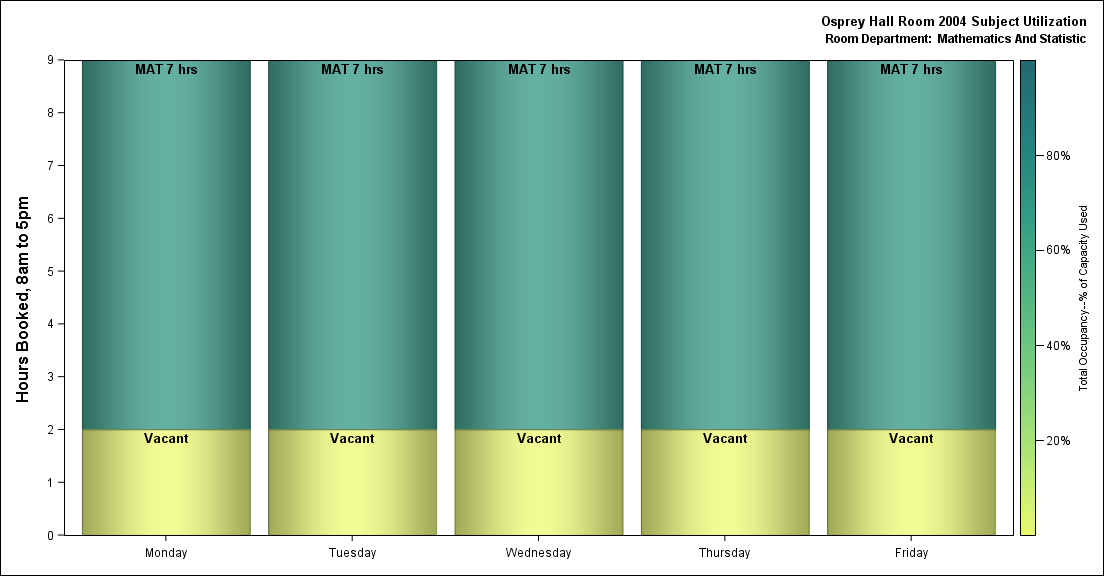 Osprey Hall Room 2004 Subject Utilization
Room Department: Mathematics And Statistic
Hours Booked, 8am to 5pm
9
8
7
6
5
4
3
2
1
0
MAT 7 hrs
MAT 7 hrs
MAT 7 hrs
MAT 7 hrs
MAT 7 hrs
Vacant
Vacant
Vacant
Vacant
Vacant
Monday
Tuesday
Wednesday
Thursday
Friday
80%
60%
40%
20%
Total Occupancy--% of Capacity Used